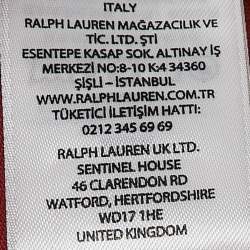 ITALY
RALPH LAUREN MAĞAZACILIK VE
TİC. LTD. ŞTİ
ESENTEPE KASAP SOK. ALTINAY İŞ
MERKEZİ NO:8-10 K:4 34360
ŞİŞLİ – İSTANBUL
WWW.RALPHLAUREN.COM.TR
TÜKETİCİ İLETİŞİM HATTI:
0212 345 69 69
RALPH LAUREN UK LTD.
SENTINEL HOUSE
46 CLARENDON RD
WATFORD, HERTFORDSHIRE
WD17 1HE
UNITED KINGDOM